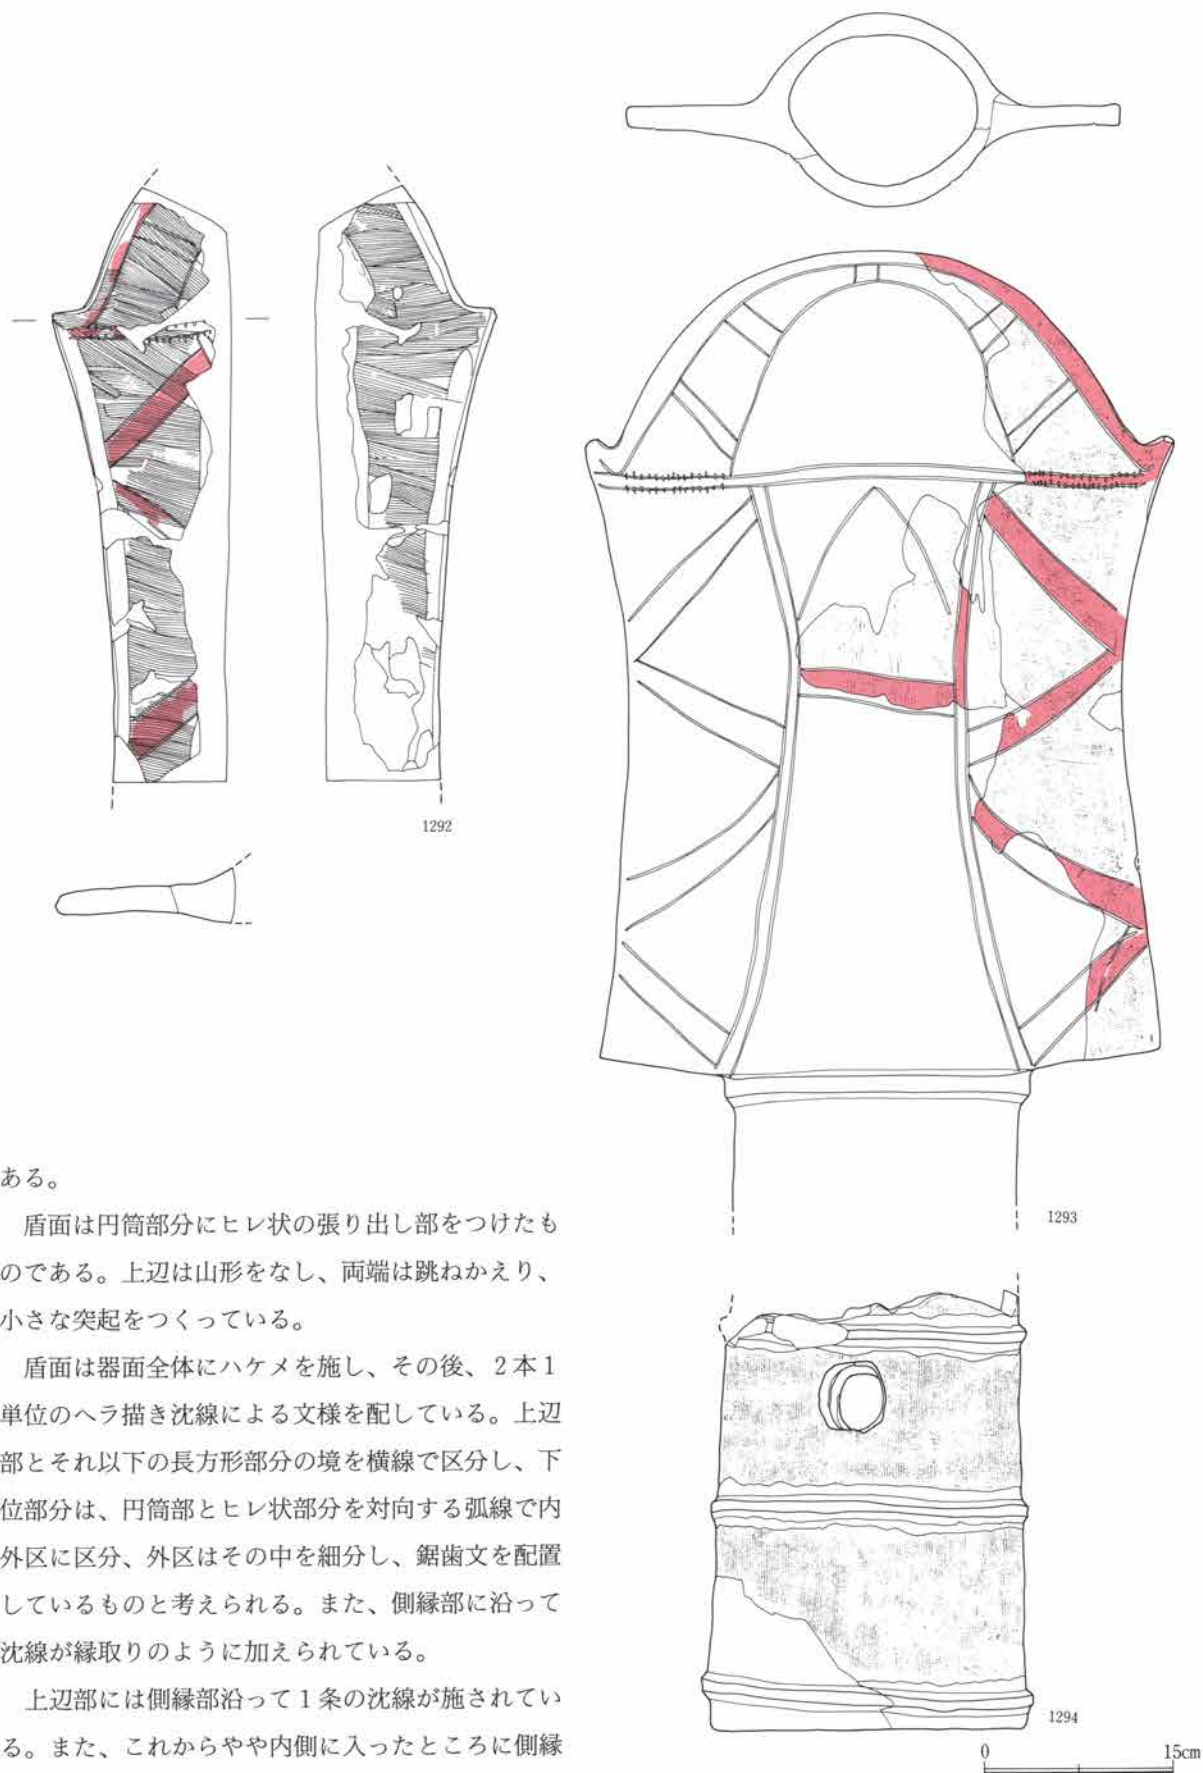 1292
1293
ある。
　盾面は円筒部分にヒレ状の張り出し部をつけたも
のである。上辺は山形をなし、両端は跳ねかえり、
小さな突起をつくっている。
　盾面は器面全体にハケメを施し、その後、2本1
単位のヘラ描き沈線による文様を配している。上辺
部とそれ以下の長方形部分の境を横線で区分し、下
位部分は、円筒部とヒレ状部分を対向する弧線で内
外区に区分、外区はその中を細分し、鋸歯文を配置
しているものと考えられる。また、側縁部に沿って
沈線が縁取りのように加えられている。
　上辺部には側縁部沿って1条の沈線が施されてい
る。また、これからやや内側に入ったところに側縁
1294
0 15cm